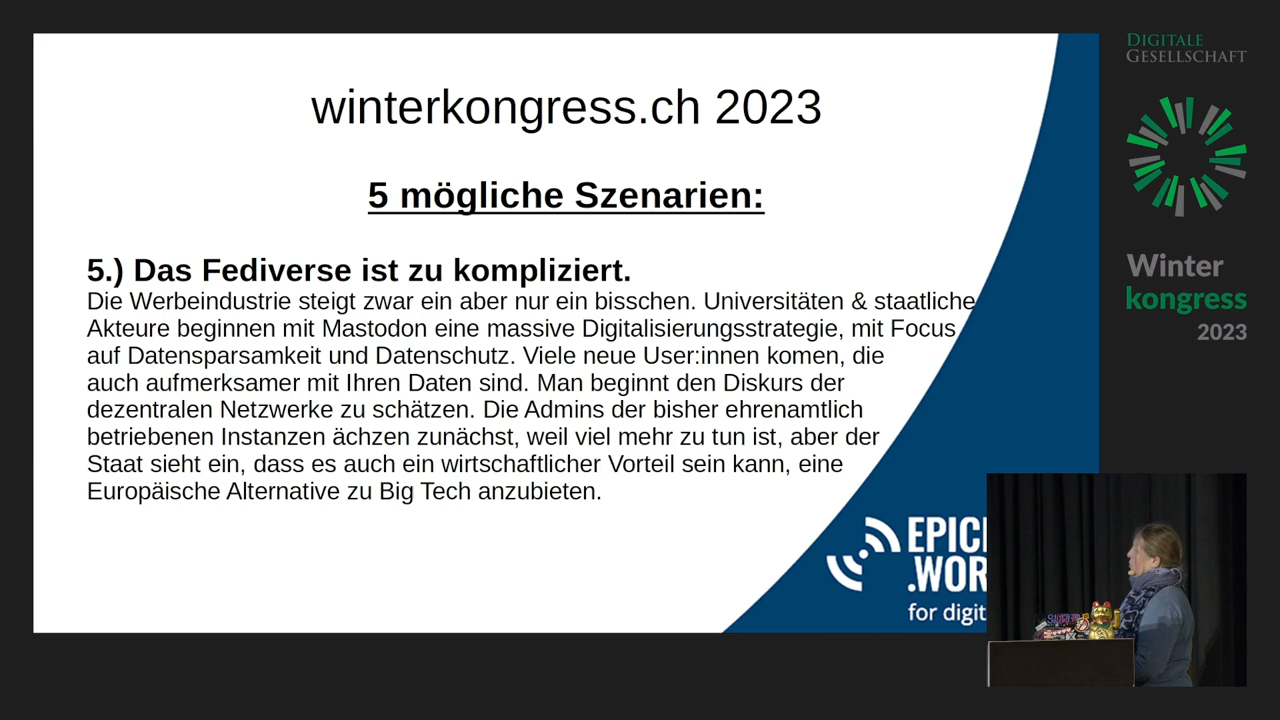 winterkongress.ch 2023
5 mögliche Szenarien:
5.) Das Fediverse ist zu kompliziert.
Die Werbeindustrie steigt zwar ein aber nur ein bisschen. Universitäten & staatliche
Akteure beginnen mit Mastodon eine massive Digitalisierungsstrategie, mit Focus
auf Datensparsamkeit und Datenschutz. Viele neue User:innen komen, die
auch aufmerksamer mit Ihren Daten sind. Man beginnt den Diskurs der
dezentralen Netzwerke zu schätzen. Die Admins der bisher ehrenamtlich
betriebenen Instanzen ächzen zunächst, weil viel mehr zu tun ist, aber der
Staat sieht ein, dass es auch ein wirtschaftlicher Vorteil sein kann, eine
Europäische Alternative zu Big Tech anzubieten.
for digit
DIGITALE
GESELLSCHAFT
Winter
kongress
2023